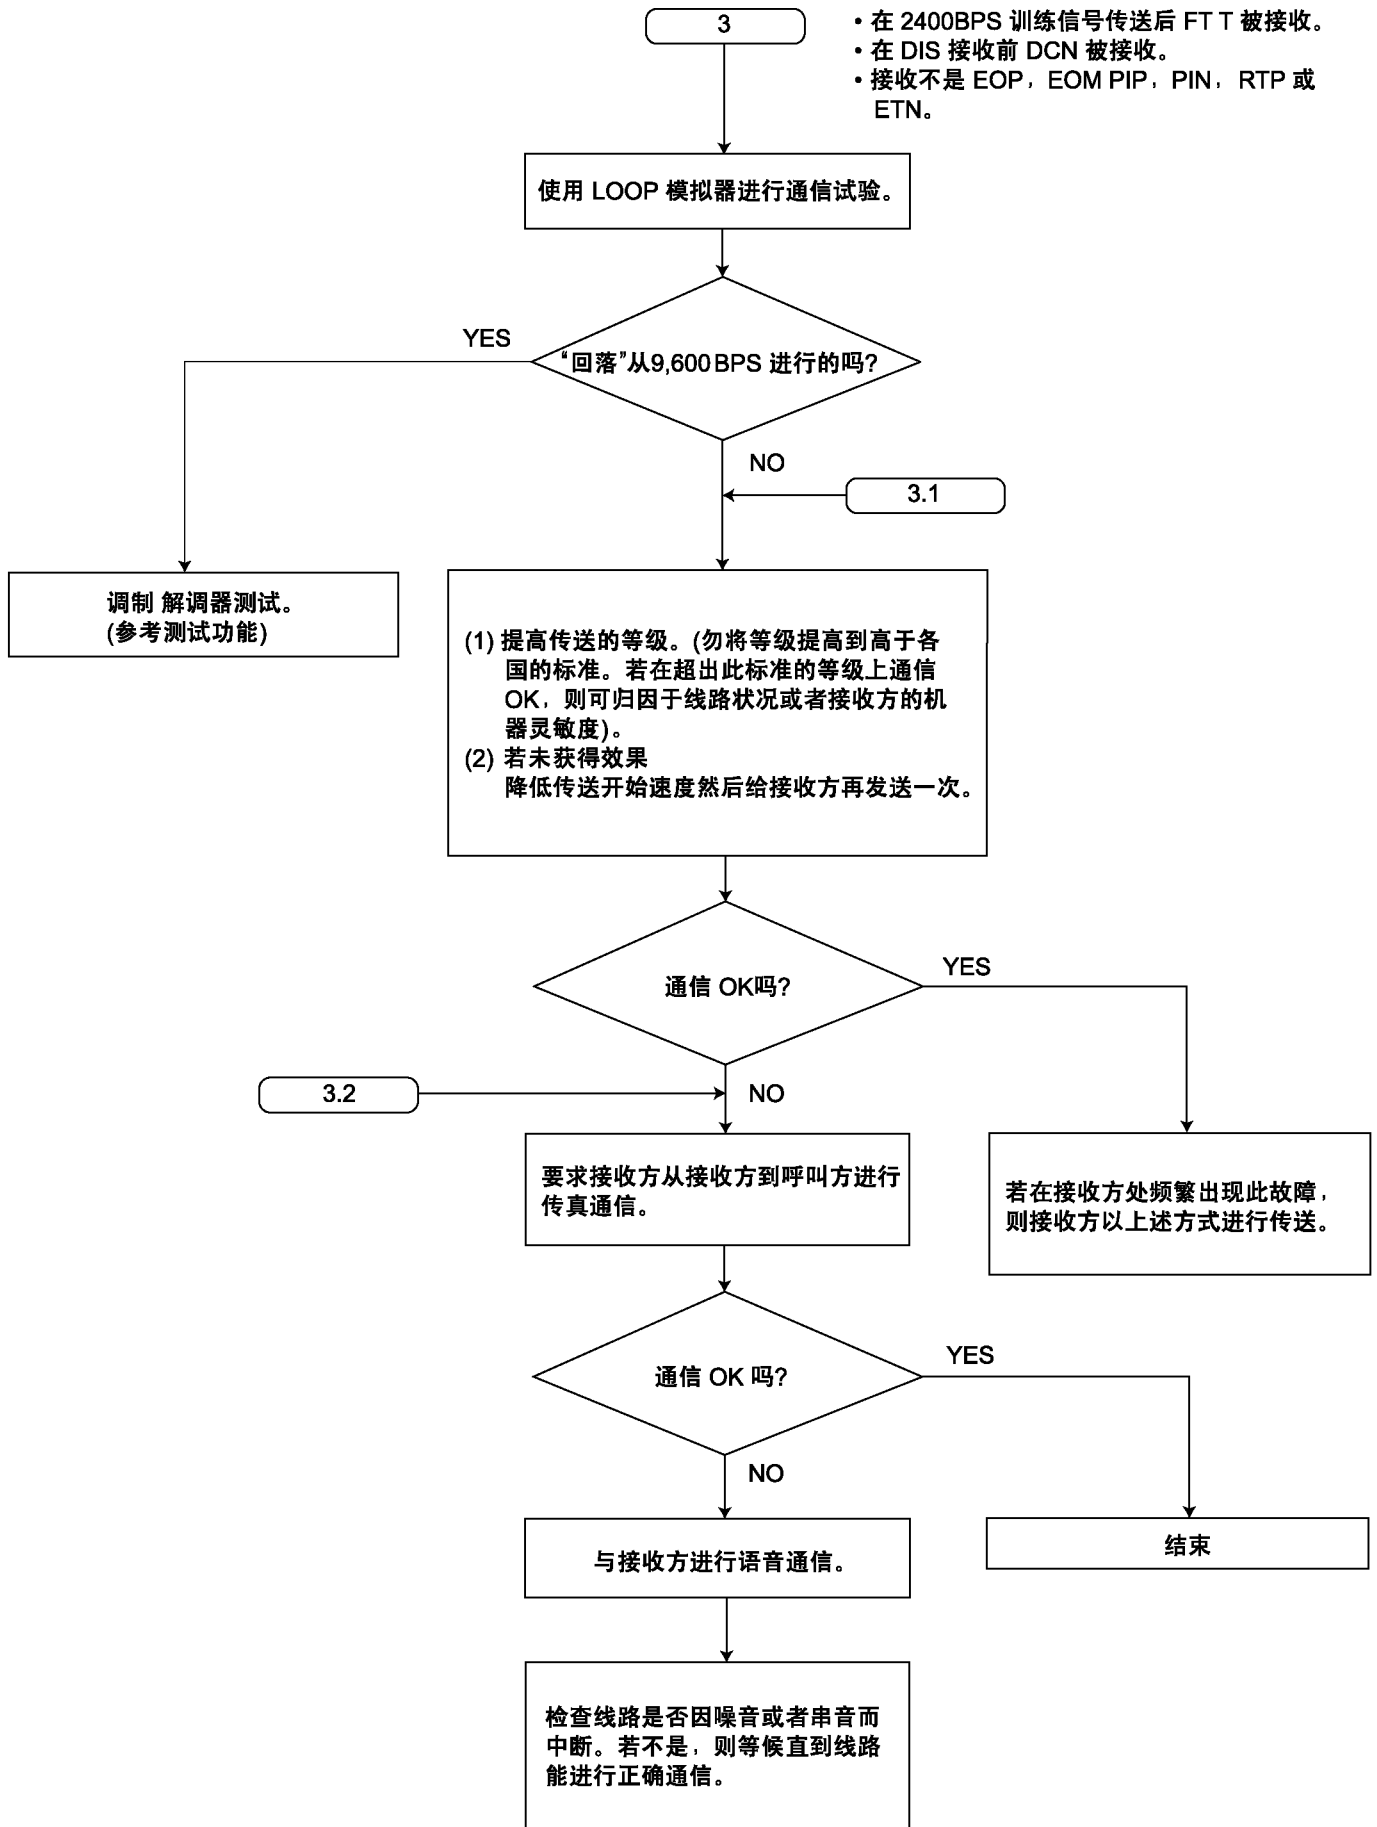 3
• 在 2400BPS 训练信号传送后 FT T 被接收。
• 在 DIS 接收前 DCN 被接收。
• 接收不是 EOP，EOM PIP，PIN，RTP 或
ETN。
使用 LOOP 模拟器进行通信试验。
YES
“回落”从9,600BPS 进行的吗?
NO
3.1
调制 解调器测试。
(参考测试功能)
(1) 提高传送的等级。(勿将等级提高到高于各
国的标准。若在超出此标准的等级上通信
OK，则可归因于线路状况或者接收方的机
器灵敏度)。
(2) 若未获得效果
降低传送开始速度然后给接收方再发送一次。
通信 OK吗?
YES
3.2
NO
要求接收方从接收方到呼叫方进行
传真通信。
若在接收方处频繁出现此故障，
则接收方以上述方式进行传送。
通信 OK 吗?
YES
NO
与接收方进行语音通信。
结束
检查线路是否因噪音或者串音而
中断。若不是，则等候直到线路
能进行正确通信。